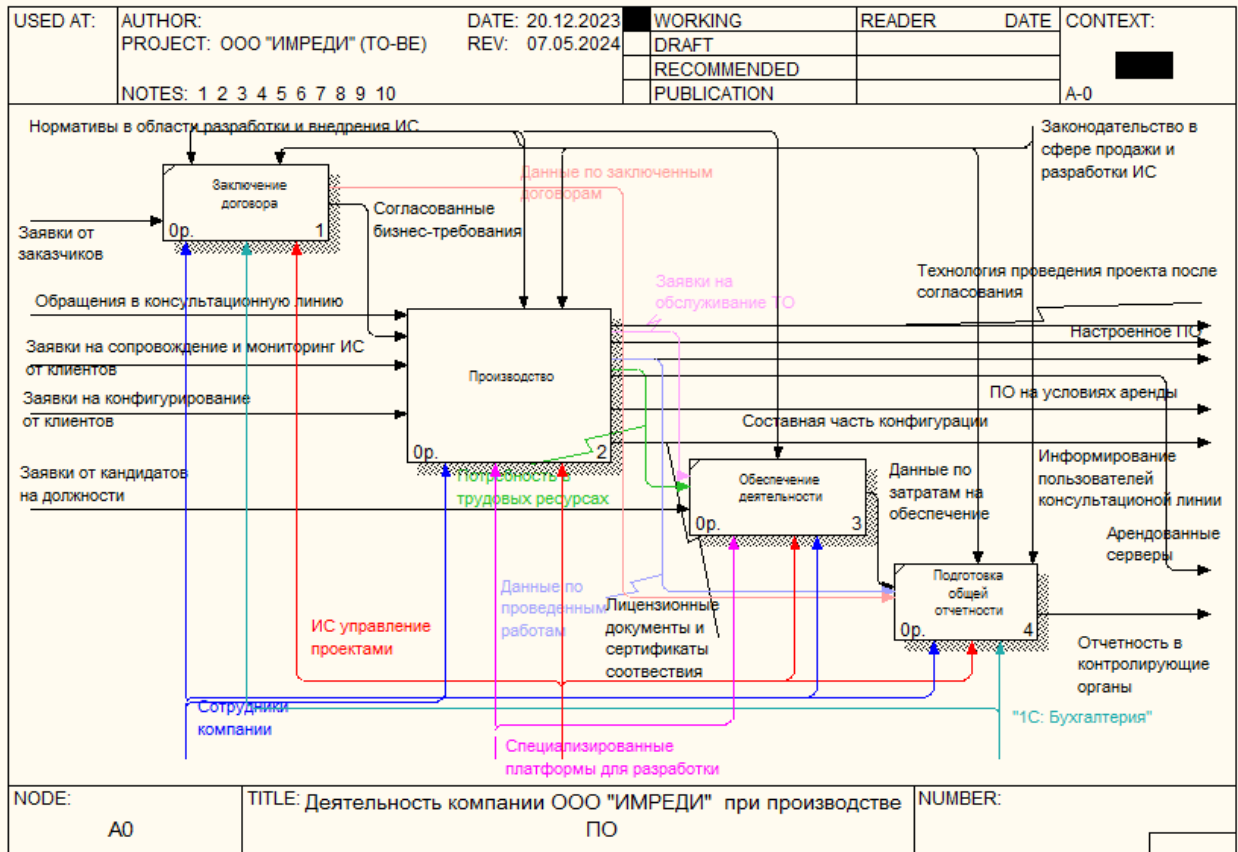 USED AT:
AUTHOR:
DATE: 20.12.2023
WORKING
READER
DATE
CONTEXT:
PROJECT: ООО "ИМРЕДИ" (TO-BE)
REV: 07.05.2024
DRAFT
RECOMMENDED
NOTES: 1 2 3 4 5 6 7 8 9 10
PUBLICATION
A-0
Нормативы в области разработки и внедрения ИС
Законодательство в
сфере продажи и
разработки ИС
Заключение
договора
0р.
1
Данные по заключенным
договорам
Согласованные
бизнес-требования
Заявки от
заказчиков
Обращения в консультационную линию
Заявки на
обслуживание ТО
Технология проведения проекта после
согласования
Настроенное ПО
Заявки на сопровождение и мониторинг ИС
от клиентов
Производство
0р.
2
Заявки на конфигурирование
от клиентов
ПО на условиях аренды
Составная часть конфигурации
Заявки от кандидатов
на должности
Потребность в
трудовых ресурсах
Обеспечение
деятельности
0р.
3
Данные по
затратам на
обеспечение
Информирование
пользователей
консультационой линии
Арендованные
серверы
Подготовка
общей
отчетности
0р.
4
Данные по
проведенным
работам
Лицензионные
документы и
сертификаты
соотвествия
ИС управление
проектами
Отчетность в
контролирующие
органы
Сотрудники
компании
"1С: Бухгалтерия"
Специализированные
платформы для разработки
NODE:
A0
TITLE: Деятельность компании ООО "ИМРЕДИ" при производстве
ПО
NUMBER: